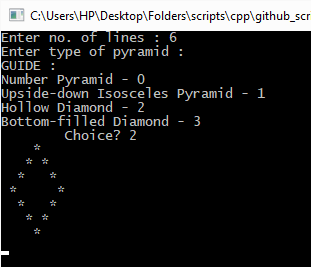 C:\Users\HP\Desktop\Folders\scripts\cpp\github_scr
Enter no. of lines : 6
Enter type of pyramid :
GUIDE :
Number Pyramid - 0
Upside-down Isosceles Pyramid - 1
Hollow Diamond - 2
Bottom-filled Diamond - 3
        Choice? 2
    *
   * *
  *   *
 *     *
  *   *
   * *
    *